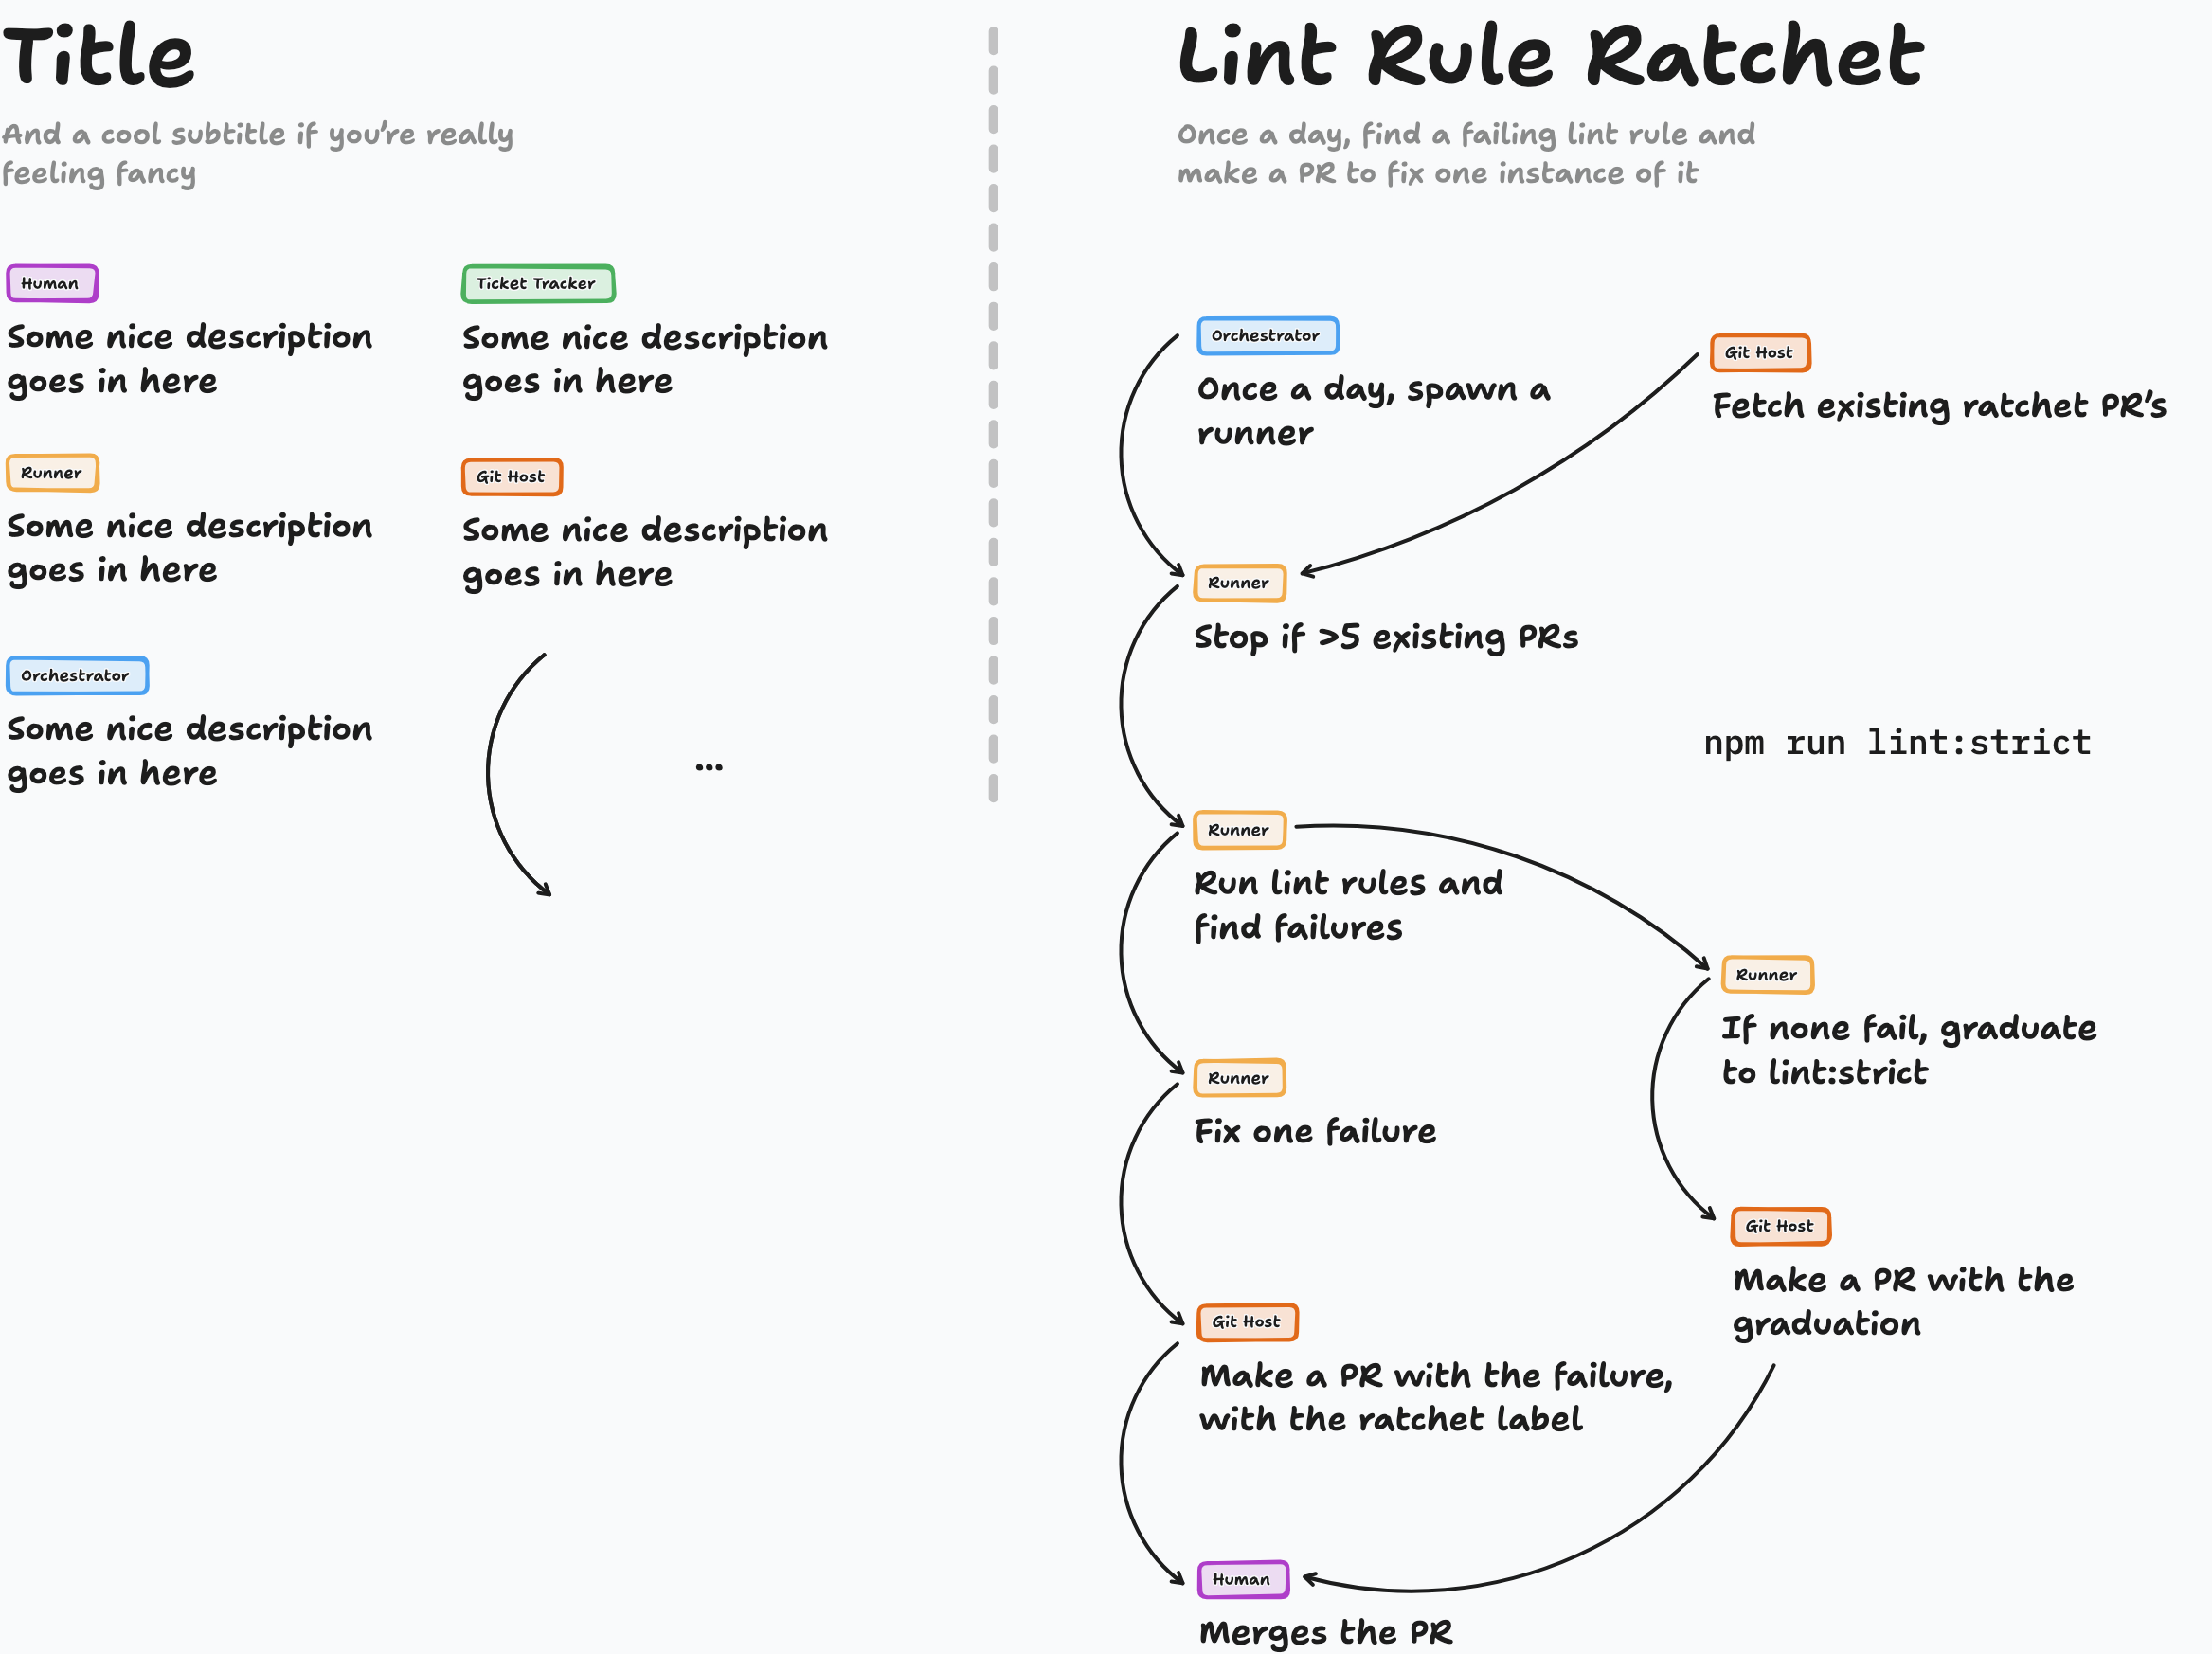 Title
And a cool subtitle if you're really
feeling fancy
Human
Some nice description
goes in here
Ticket Tracker
Some nice description
goes in here
Runner
Some nice description
goes in here
Git Host
Some nice description
goes in here
Orchestrator
Some nice description
goes in here
...
Lint Rule Ratchet
Once a day, find a failing lint rule and
make a PR to fix one instance of it
Orchestrator
Once a day, spawn a
runner
Git Host
Fetch existing ratchet PR's
Runner
Stop if >5 existing PRs
npm run lint:strict
Runner
Run lint rules and
find failures
Runner
If none fail, graduate
to lint:strict
Runner
Fix one failure
Git Host
Make a PR with the
graduation
Git Host
Make a PR with the failure,
with the ratchet label
Human
Merges the PR